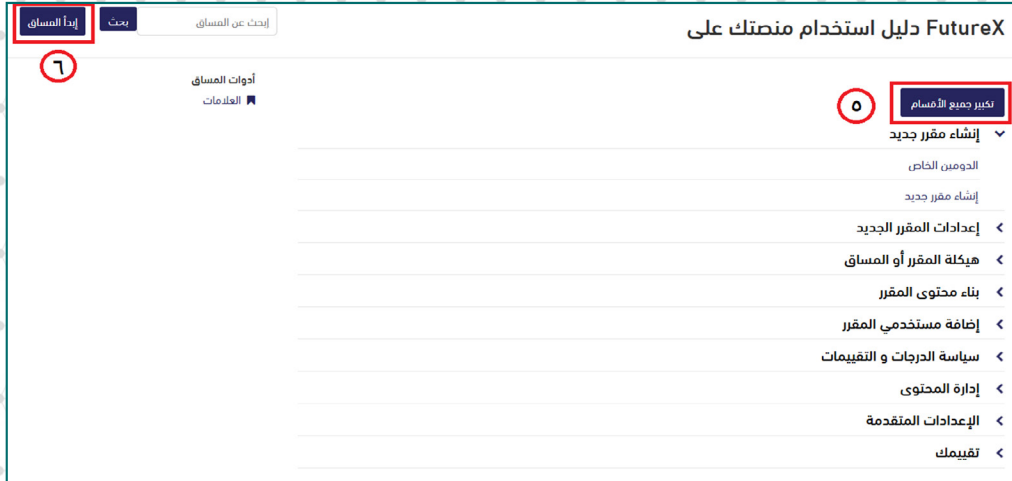 إبدأ المساق
بحث
إبحث عن المساق
دليل استخدام منصتك على FutureX
٦
أدوات المساق
العلامات
تكبير جميع الأقسام
٥
إنشاء مقرر جديد
الدومين الخاص
إنشاء مقرر جديد
إعدادات المقرر الجديد
هيكلة المقرر أو المساق
بناء محتوى المقرر
إضافة مستخدمي المقرر
سياسة الدرجات و التقييمات
إدارة المحتوى
الإعدادات المتقدمة
تقييمك